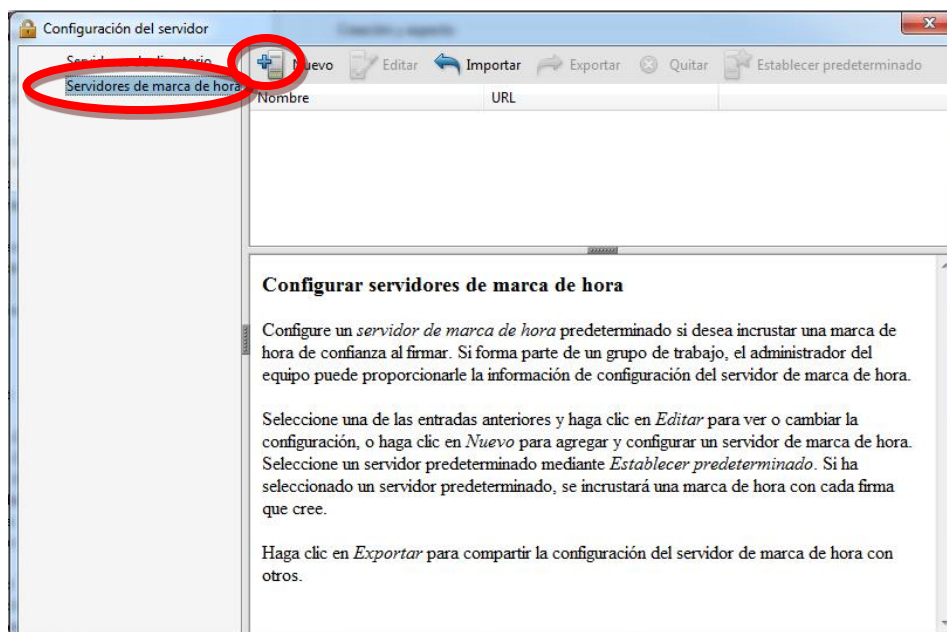 Configuración del servidor
Servidores de directorio
Servidores de marca de hora
Nuevo Editar Importar Exportar Quitar Establecer predeterminado
Nombre URL
Configurar servidores de marca de hora
Configure un servidor de marca de hora predeterminado si desea incrustar una marca de
hora de confianza al firmar. Si forma parte de un grupo de trabajo, el administrador del
equipo puede proporcionarle la información de configuración del servidor de marca de hora.
Seleccione una de las entradas anteriores y haga clic en Editar para ver o cambiar la
configuración, o haga clic en Nuevo para agregar y configurar un servidor de marca de hora.
Seleccione un servidor predeterminado mediante Establecer predeterminado. Si ha
seleccionado un servidor predeterminado, se incrustará una marca de hora con cada firma
que cree.
Haga clic en Exportar para compartir la configuración del servidor de marca de hora con
otros.